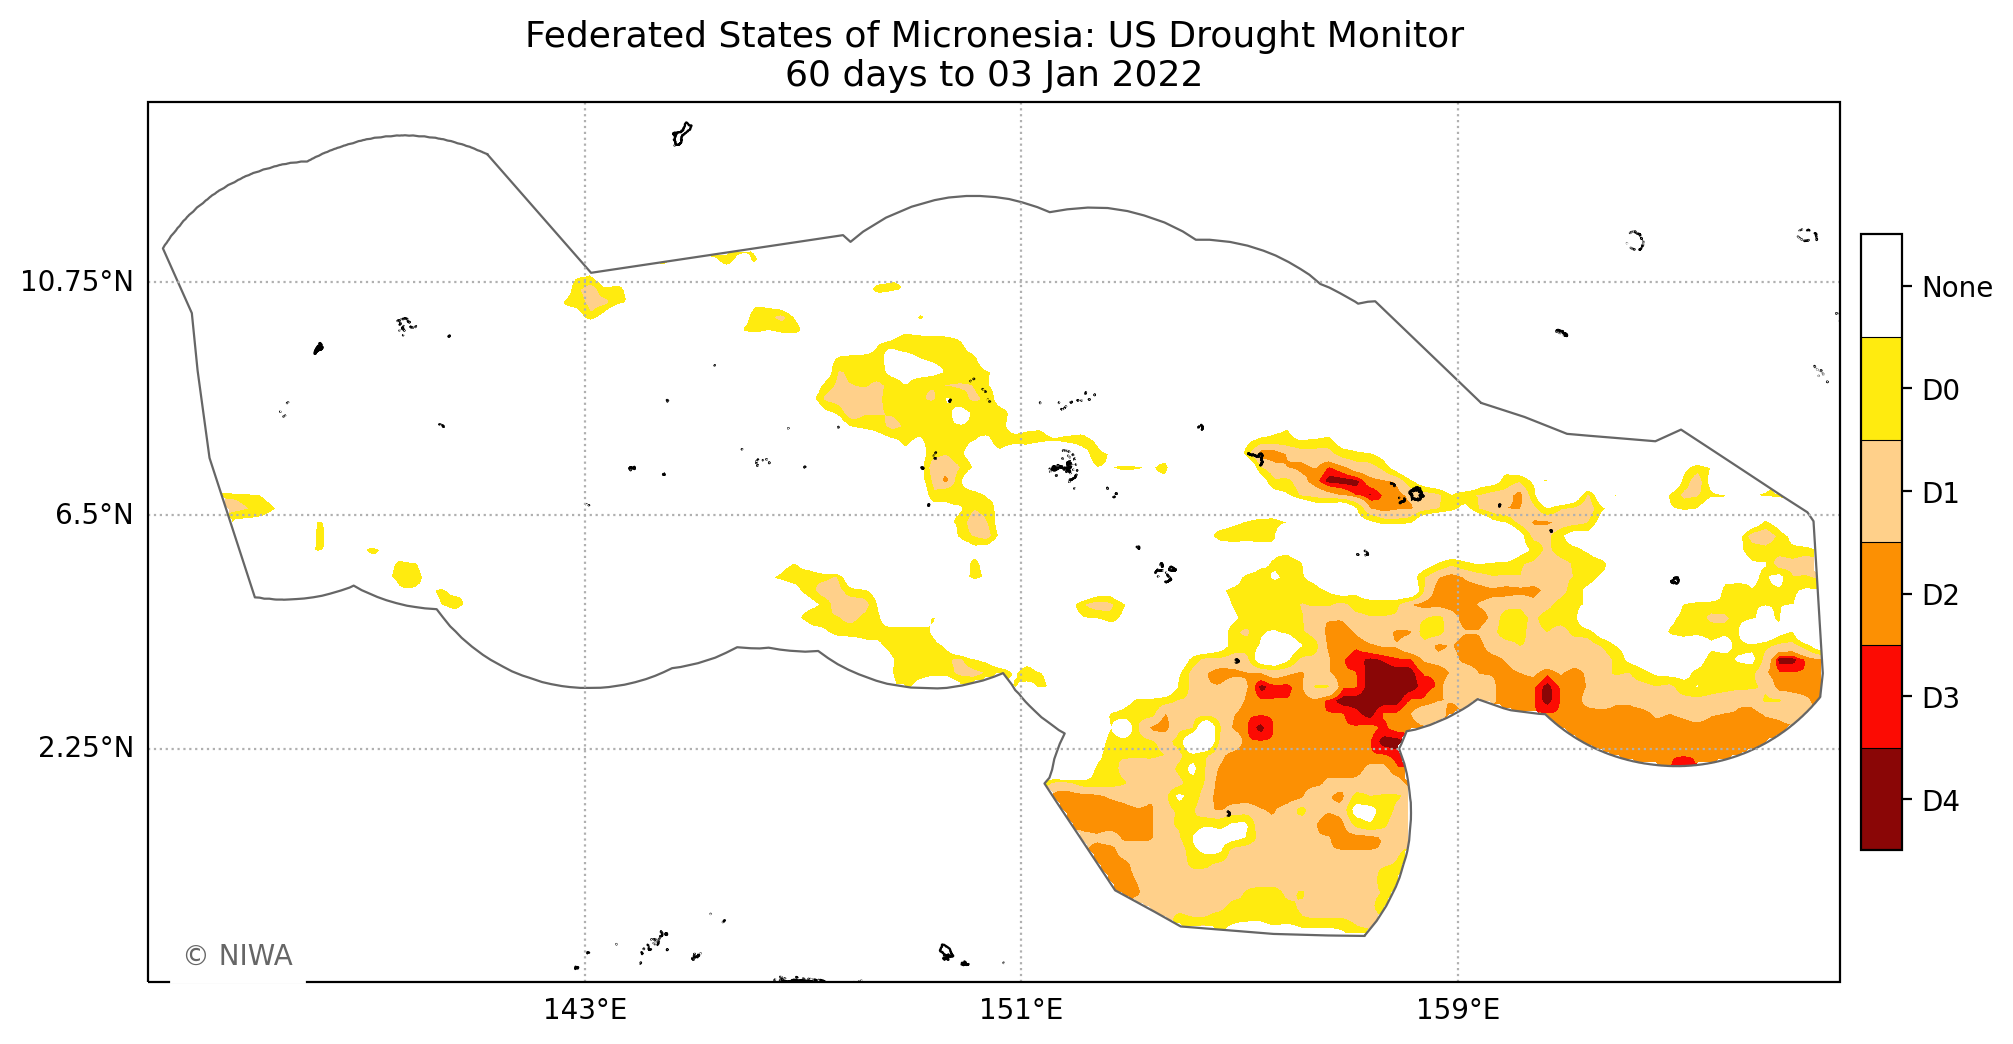 Federated States of Micronesia: US Drought Monitor
60 days to 03 Jan 2022
10.75°N
6.5°N
2.25°N
143°E
151°E
159°E
None
D0
D1
D2
D3
D4
© NIWA